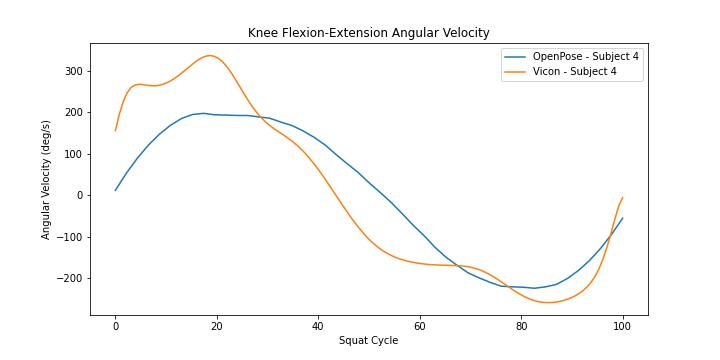 Knee Flexion-Extension Angular Velocity
OpenPose - Subject 4
Vicon - Subject 4
Angular Velocity (deg/s)
300
200
100
0
−100
−200
0 20 40 60 80 100
Squat Cycle